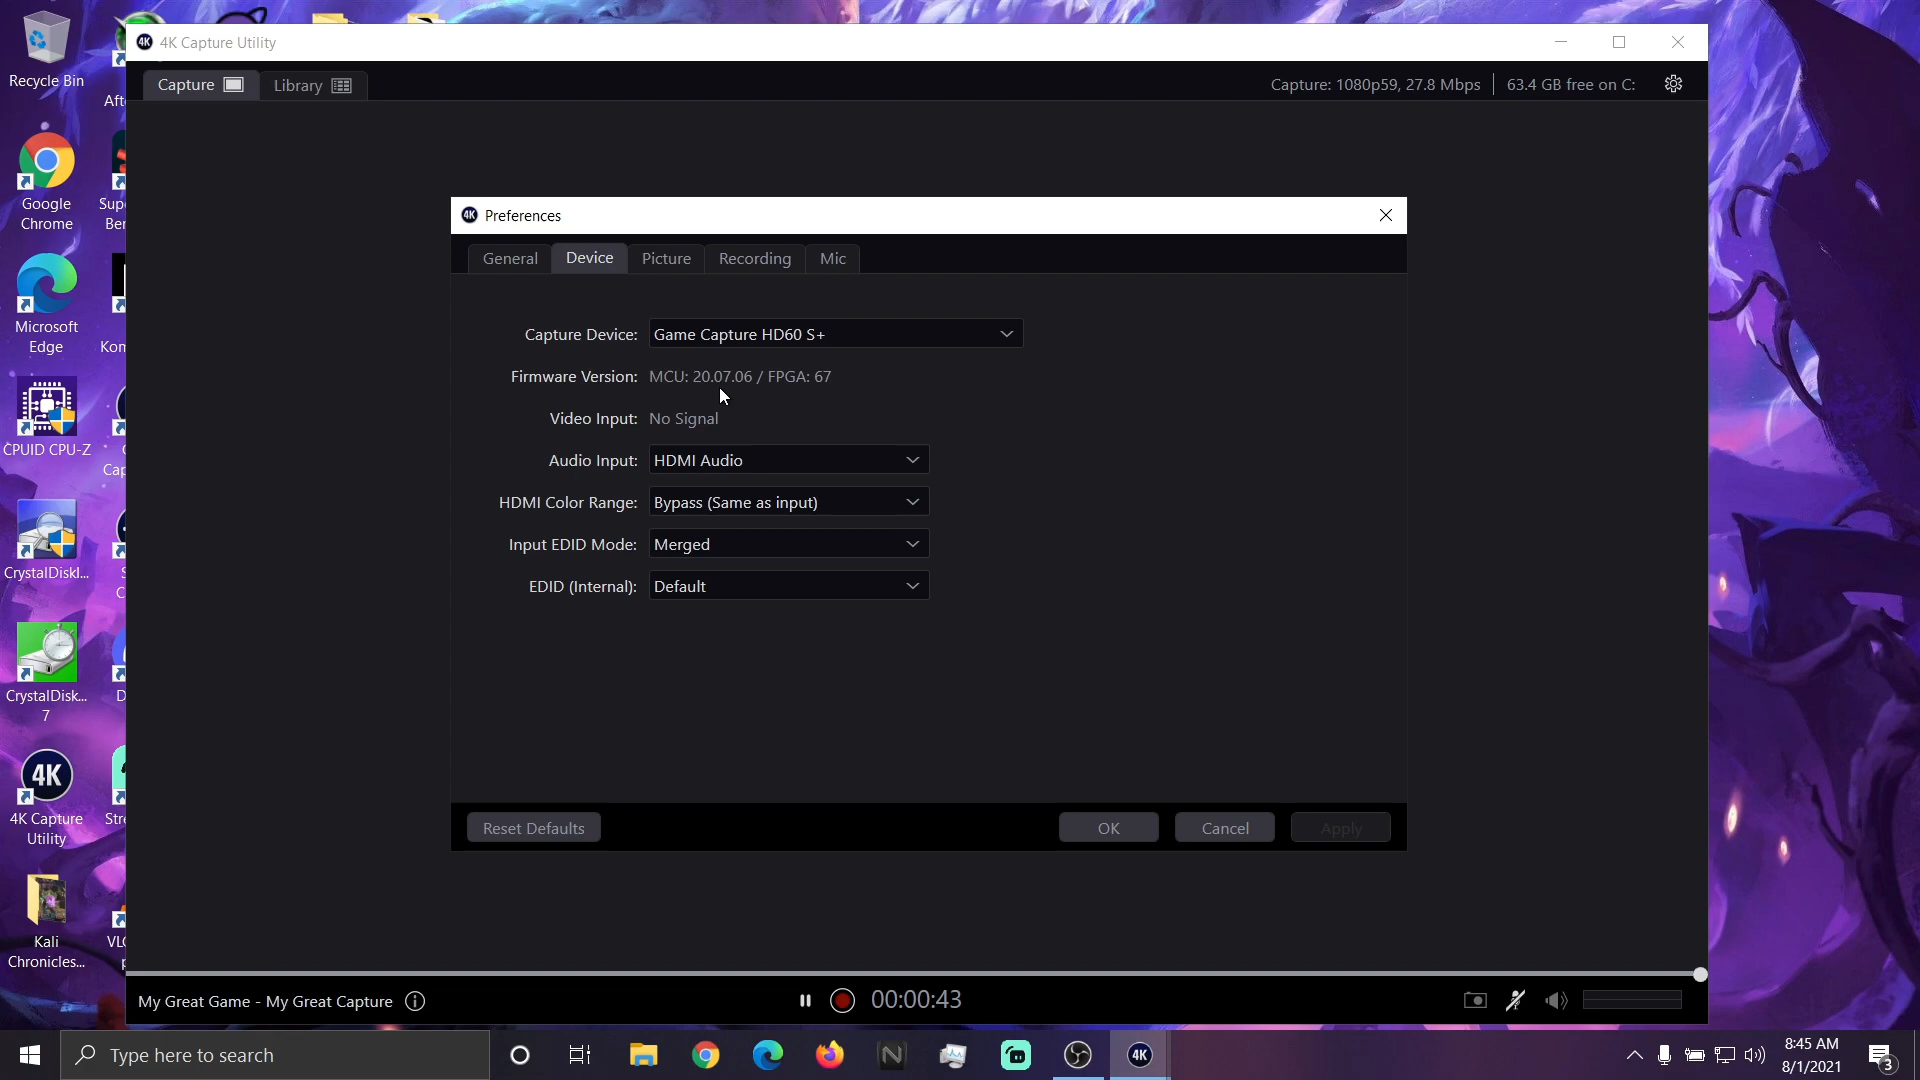 4K Capture Utility
Capture
Library
Capture: 1080p59, 27.8 Mbps
63.4 GB free on C:
Recycle Bin
Google
Chrome
Microsoft
Edge
CPUID CPU-Z
CrystalDiskI...
CrystalDisk...
7
4K
4K Capture
Utility
Kali
Chronicles...
4K Preferences
General
Device
Picture
Recording
Mic
Capture Device: Game Capture HD60 S+
Firmware Version: MCU: 20.07.06 / FPGA: 67
Video Input: No Signal
Audio Input: HDMI Audio
HDMI Color Range: Bypass (Same as input)
Input EDID Mode: Merged
EDID (Internal): Default
Reset Defaults
OK
Cancel
Apply
My Great Game - My Great Capture
00:00:43
Type here to search
4K
8:45 AM
8/1/2021
3